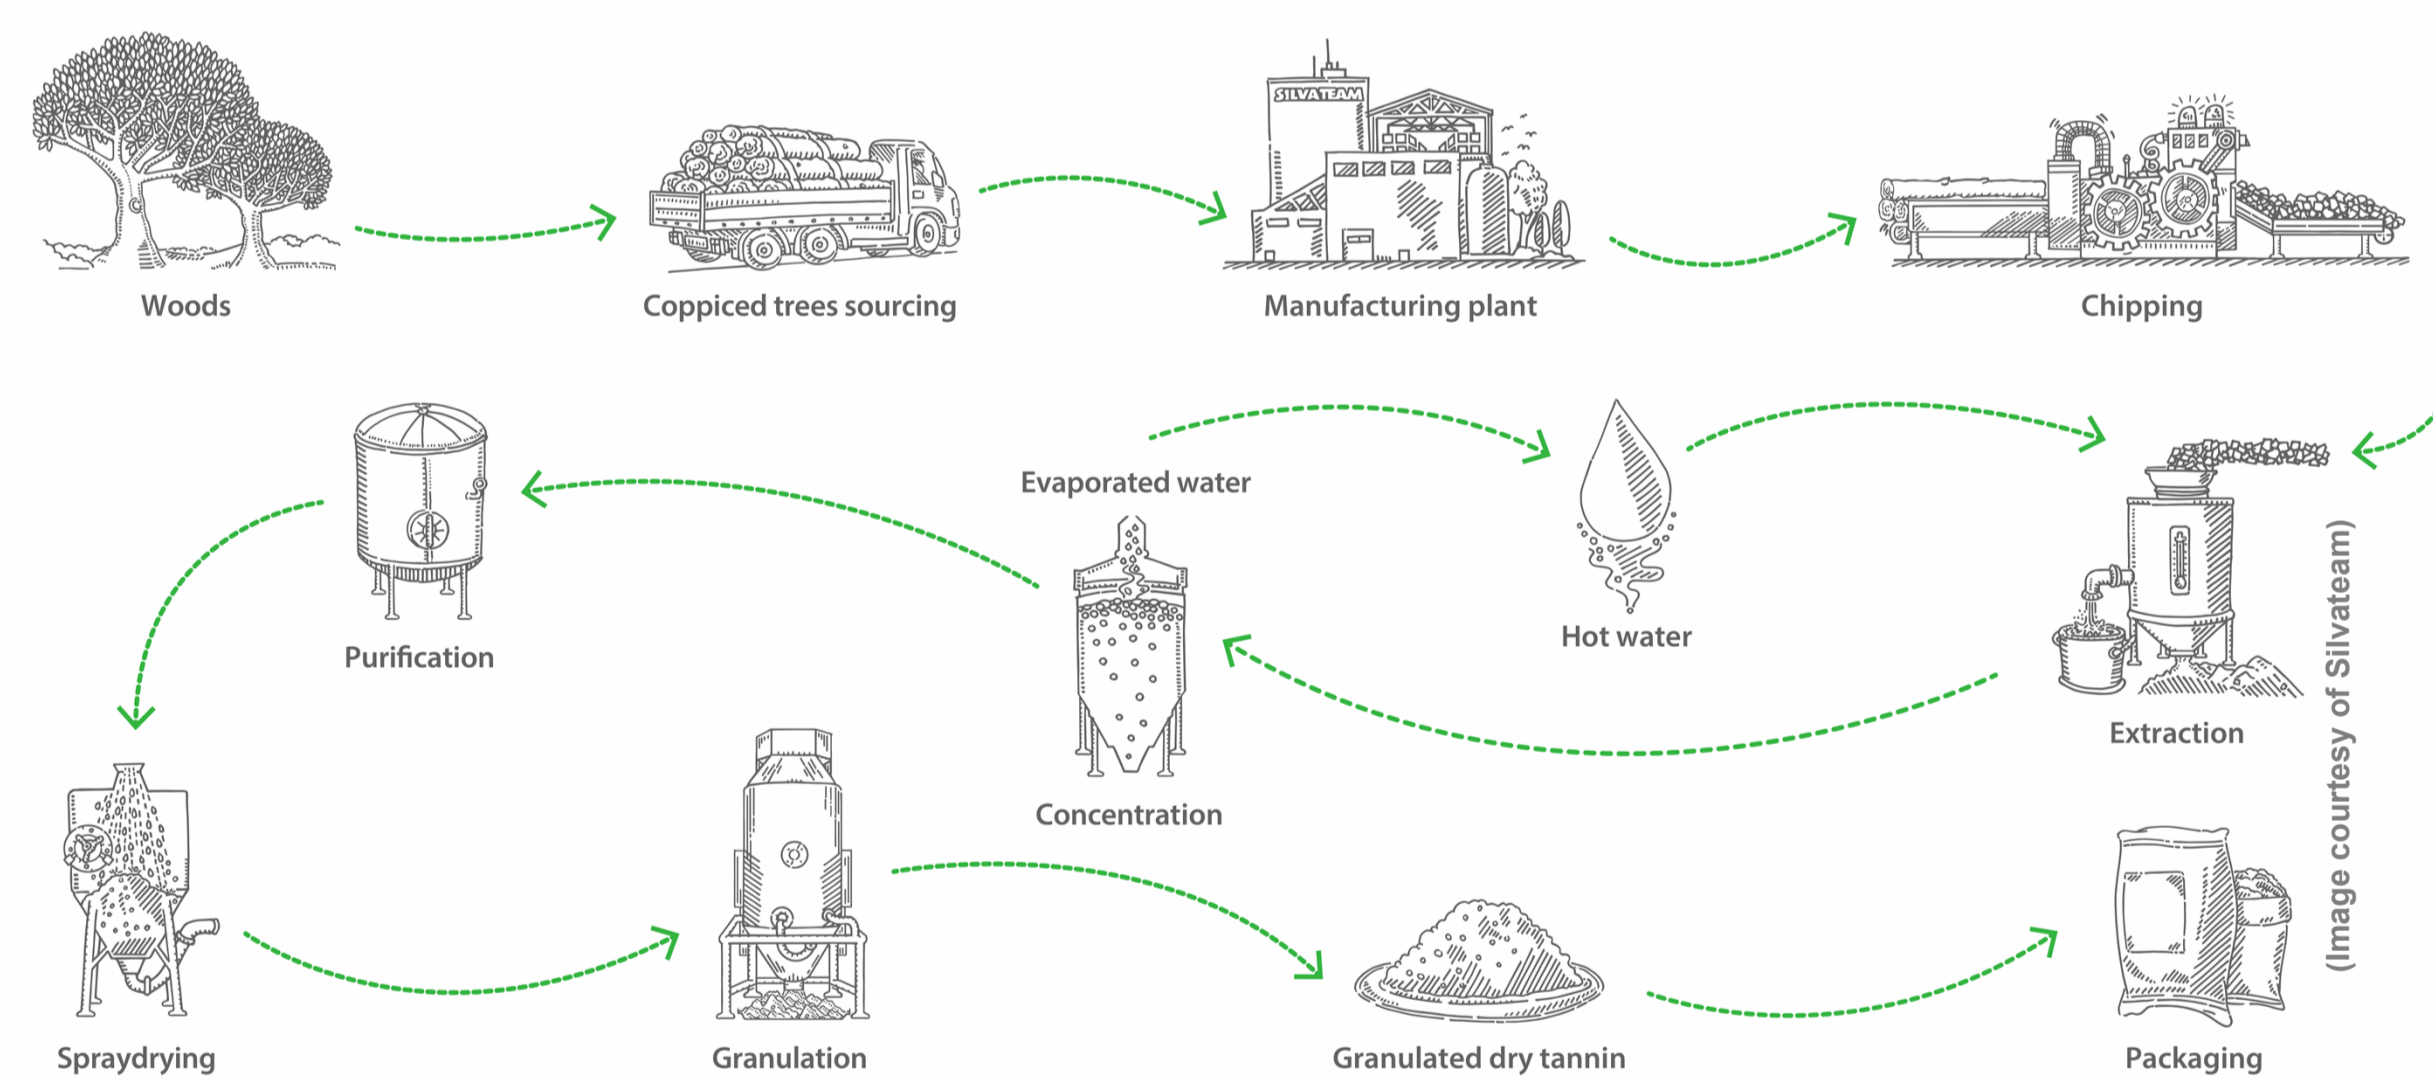 SILVATEAM
Woods
Coppiced trees sourcing
Manufacturing plant
Chipping
Evaporated water
Hot water
Extraction
Concentration
Purification
Spraydrying
Granulation
Granulated dry tannin
Packaging
(Image courtesy of Silvateam)